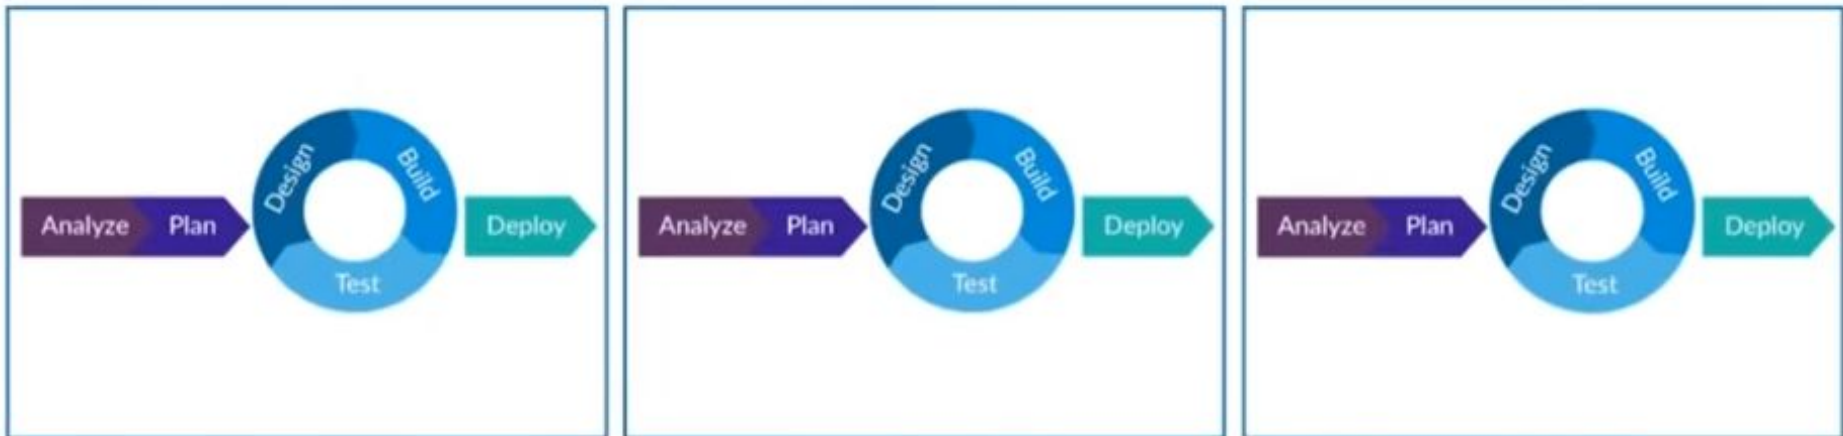 Analyze
Plan
Design
Build
Test
Deploy
Analyze
Plan
Design
Build
Test
Deploy
Analyze
Plan
Design
Build
Test
Deploy